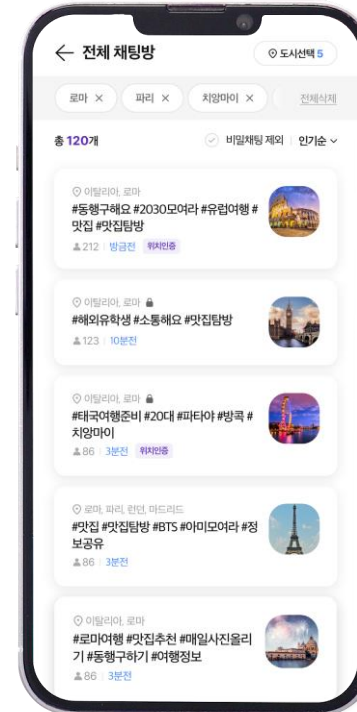 ← 전체 채팅방
도시선택 5
로마 ×
파리 ×
치앙마이 ×
전체삭제
총 120개
비밀채팅 제외
인기순
이탈리아, 로마
#동행구해요 #2030모여라 #유럽여행 #
맛집 #맛집탐방
212 | 방금전 위치인증
이탈리아, 로마
#해외유학생 #소통해요 #맛집탐방
123 | 10분전
이탈리아, 로마
#태국여행준비 #20대 #파타야 #방콕 #
치앙마이
86 | 3분전 위치인증
로마, 파리, 런던, 마드리드
#맛집 #맛집탐방 #BTS #아미모여라 #정
보공유
86 | 3분전
이탈리아, 로마
#로마여행 #맛집추천 #매일사진올리
기 #동행구하기 #여행정보
86 | 3분전